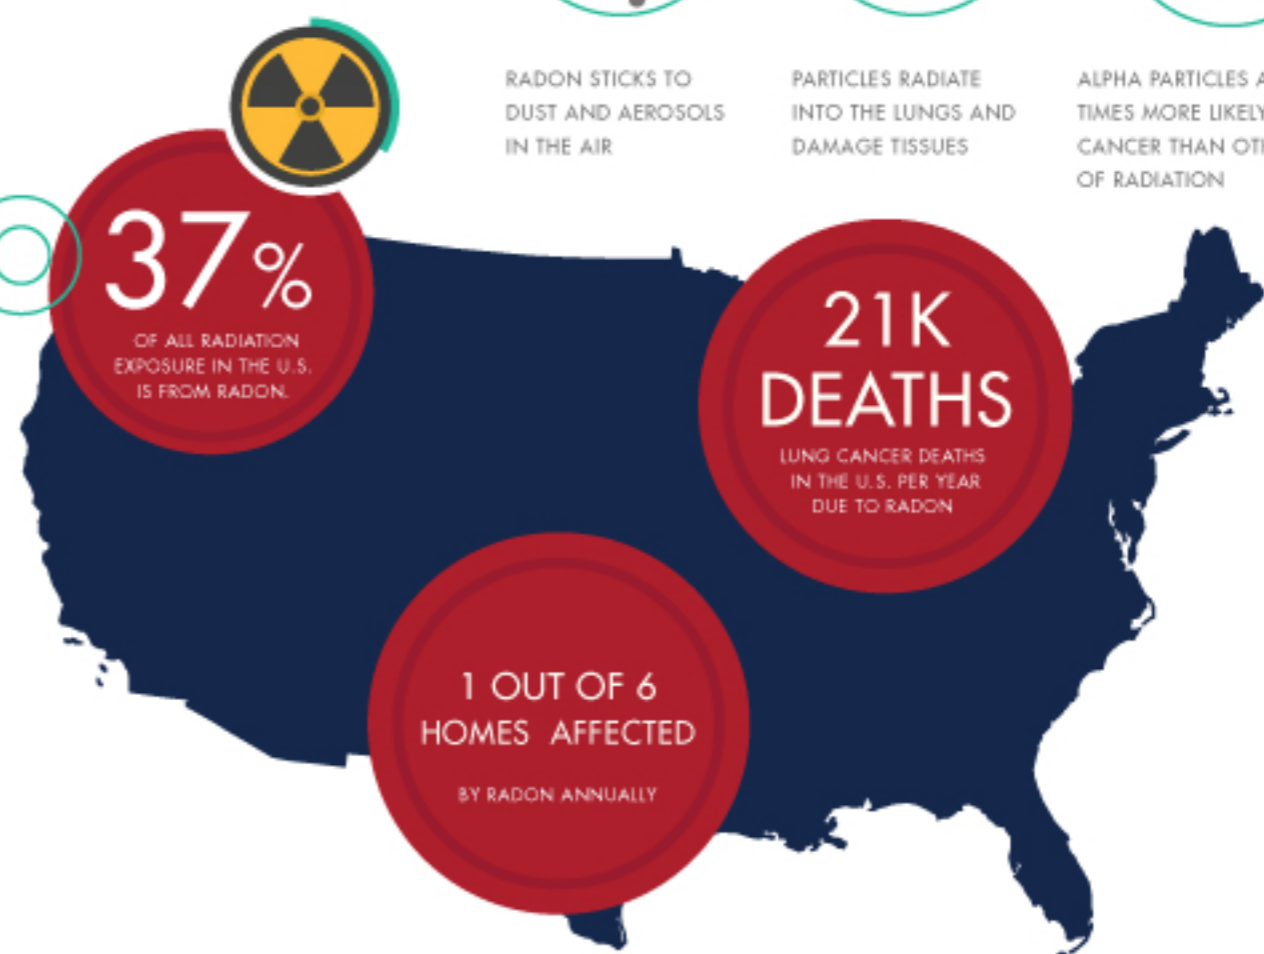 RADON STICKS TO
DUST AND AEROSOLS
IN THE AIR
PARTICLES RADIATE
INTO THE LUNGS AND
DAMAGE TISSUES
ALPHA PARTICLES
TIMES MORE LIKELY
CANCER THAN
OF RADIATION
37%
OF ALL RADIATION
EXPOSURE IN THE U.S.
IS FROM RADON.
21K
DEATHS
LUNG CANCER DEATHS
IN THE U.S. PER YEAR
DUE TO RADON
1 OUT OF 6
HOMES AFFECTED
BY RADON ANNUALLY